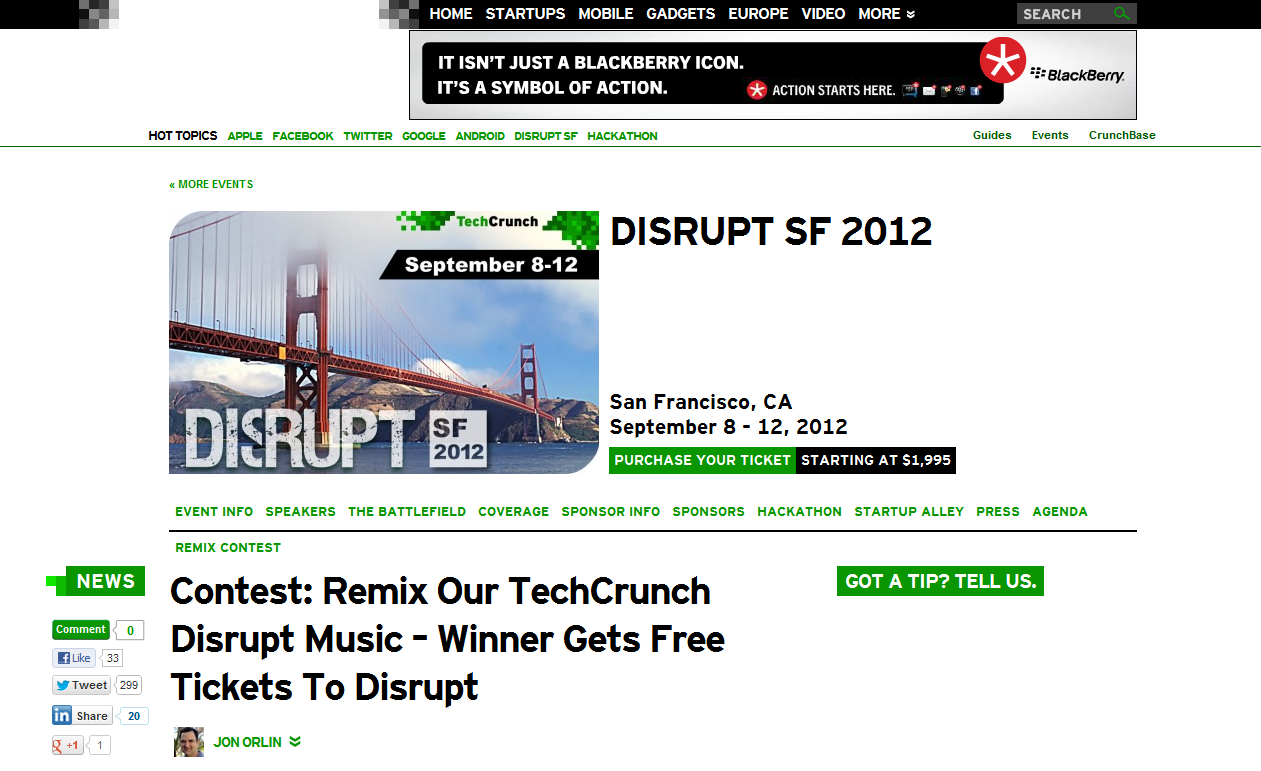 HOME STARTUPS MOBILE GADGETS EUROPE VIDEO MORE
SEARCH
IT ISN'T JUST A BLACKBERRY ICON.
IT'S A SYMBOL OF ACTION.
ACTION STARTS HERE.
BlackBerry
HOT TOPICS APPLE FACEBOOK TWITTER GOOGLE ANDROID DISRUPT SF HACKATHON
Guides Events CrunchBase
« MORE EVENTS
TechCrunch
September 8-12
DISRUPT
SF
2012
DISRUPT SF 2012
San Francisco, CA
September 8 - 12, 2012
PURCHASE YOUR TICKET STARTING AT $1,995
EVENT INFO SPEAKERS THE BATTLEFIELD COVERAGE SPONSOR INFO SPONSORS HACKATHON STARTUP ALLEY PRESS AGENDA
REMIX CONTEST
NEWS
Contest: Remix Our TechCrunch
Disrupt Music – Winner Gets Free
Tickets To Disrupt
GOT A TIP? TELL US.
Comment 0
Like 33
Tweet 299
in Share 20
g +1 1
JON ORLIN